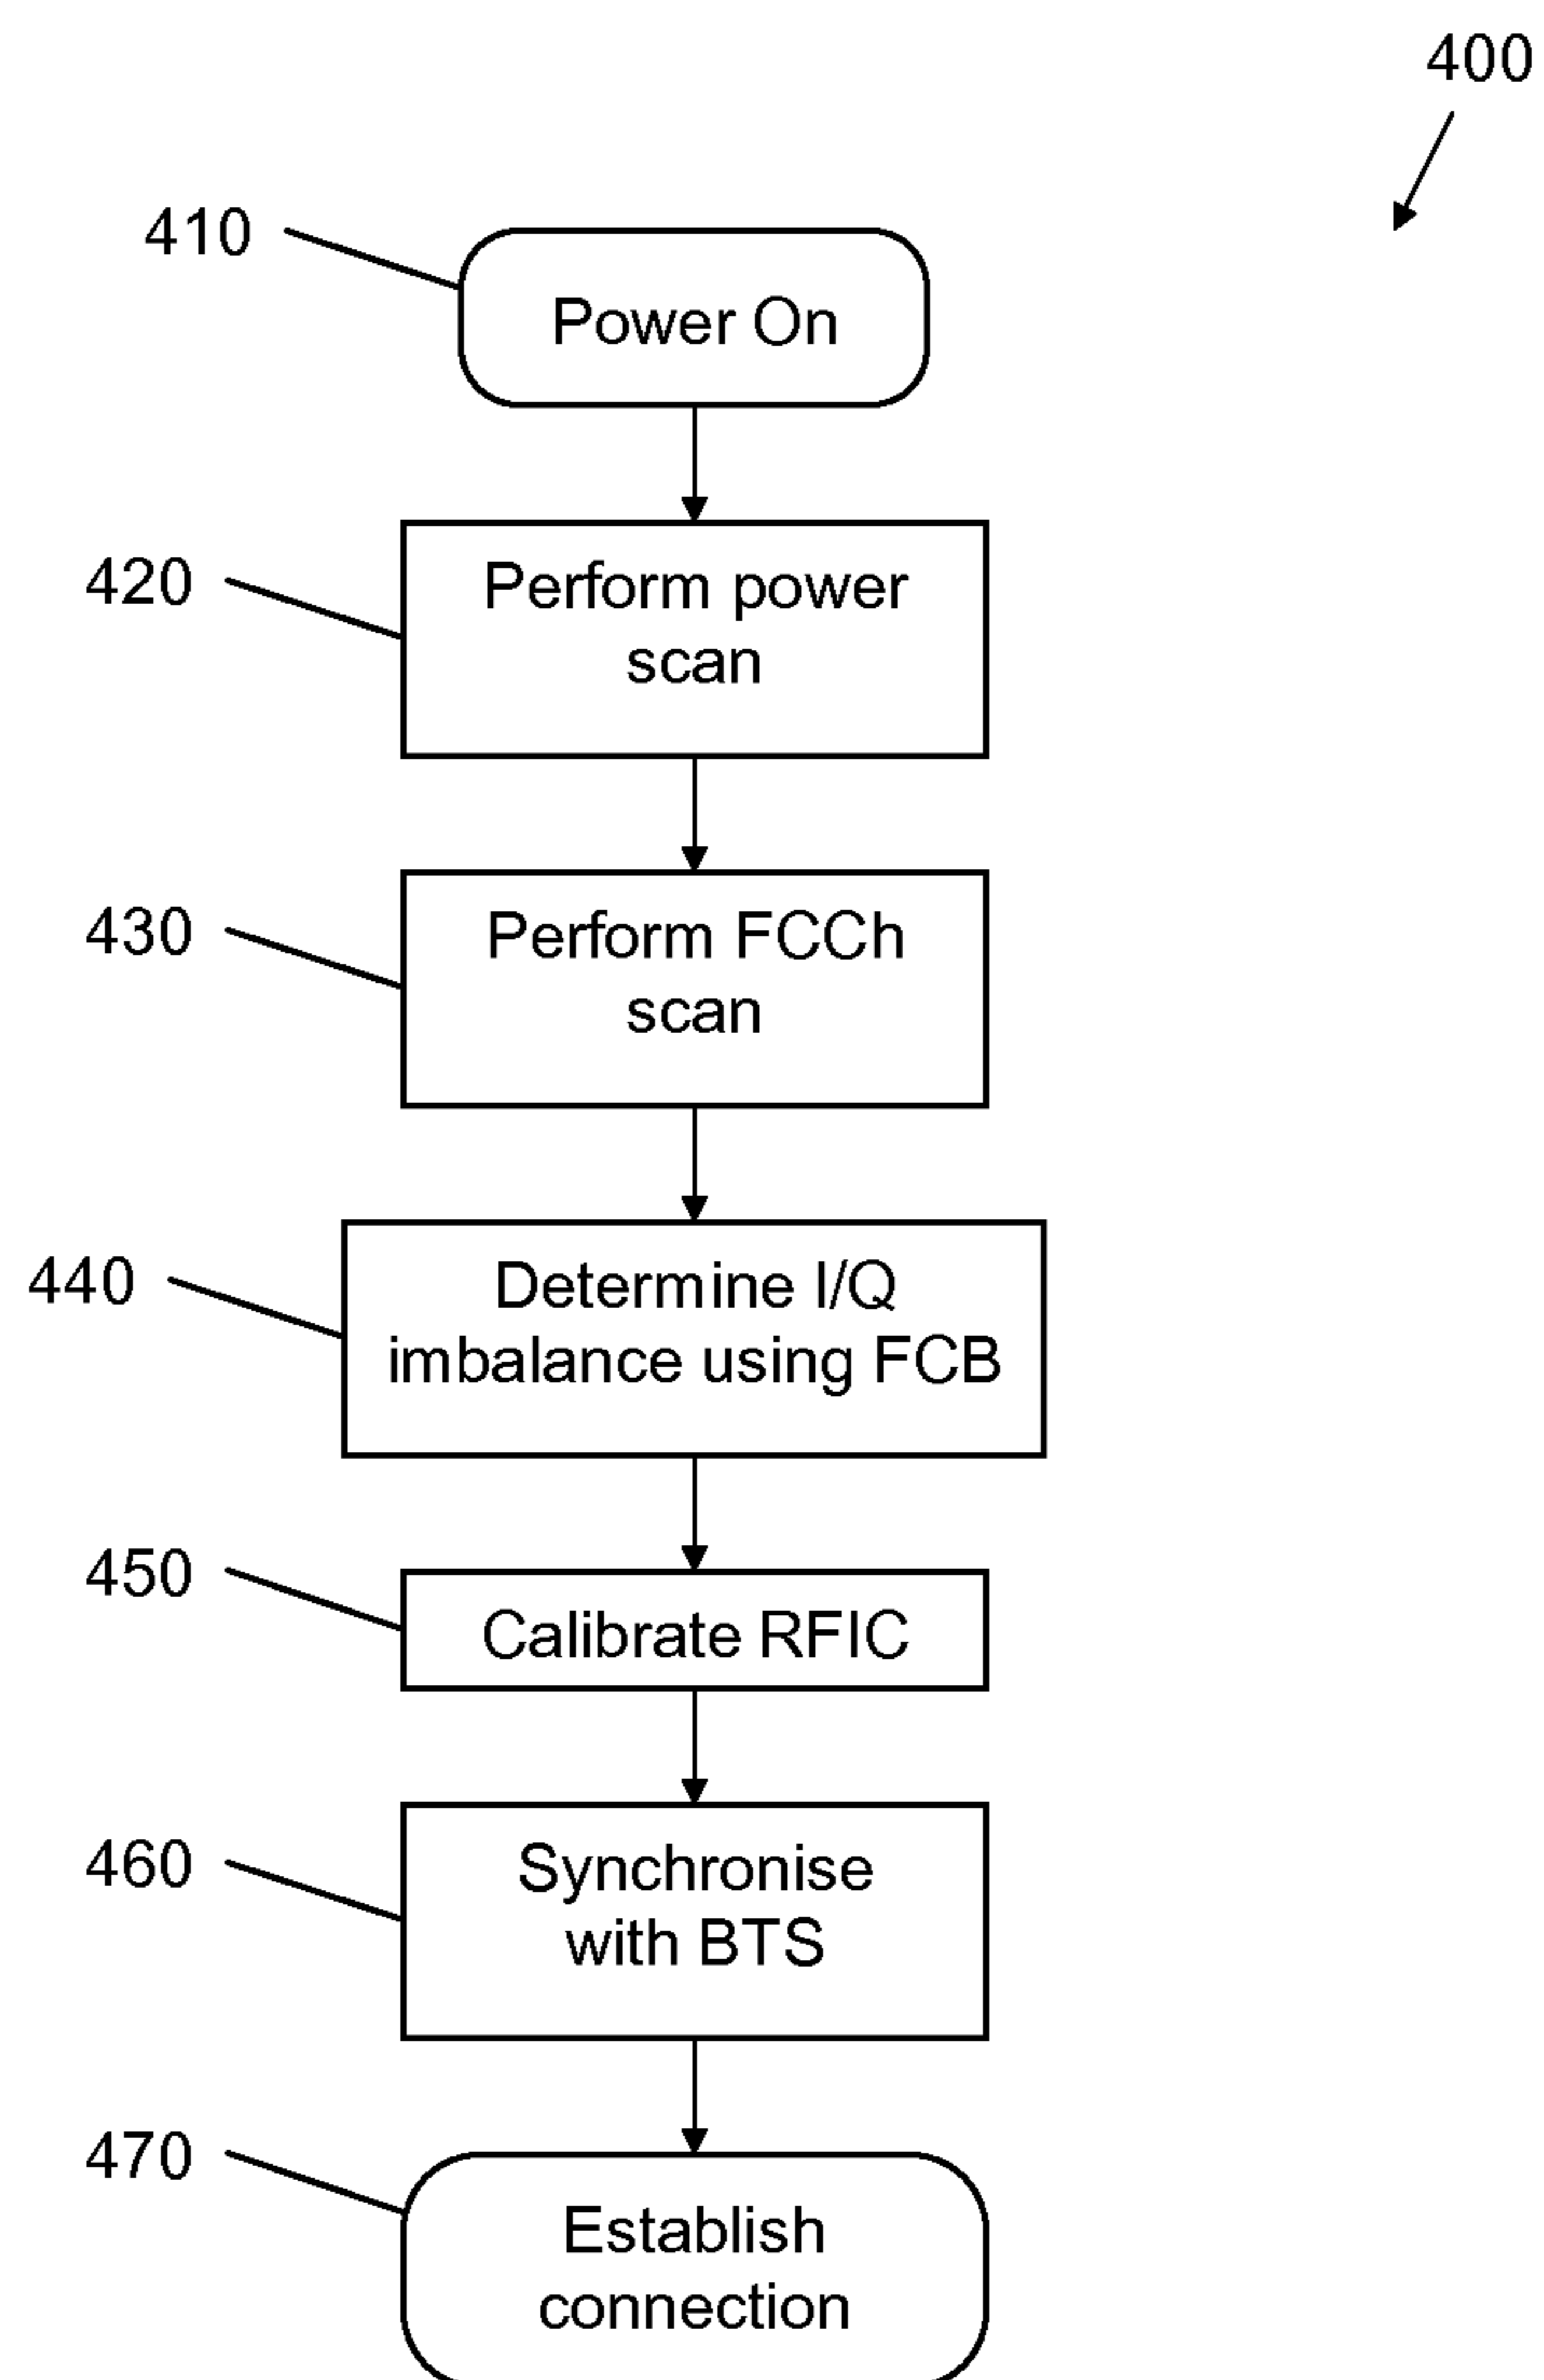 400
410
Power On
420
Perform power
scan
430
Perform FCCh
scan
440
Determine I/Q
imbalance using FCB
450
Calibrate RFIC
460
Synchronise
with BTS
470
Establish
connection